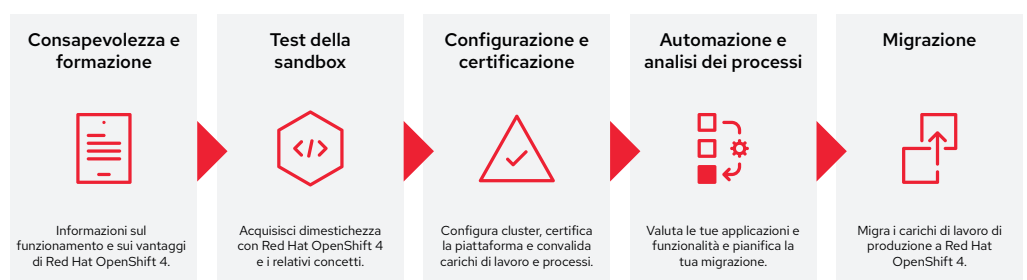 Consapevolezza e
formazione
Informazioni sul
funzionamento e sui vantaggi
di Red Hat OpenShift 4.
Test della
sandbox
</>
Acquisisci dimestichezza
con Red Hat OpenShift 4
e i relativi concetti.
Configurazione e
certificazione
Configura cluster, certifica
la piattaforma e convalida
carichi di lavoro e processi.
Automazione e
analisi dei processi
Valuta le tue applicazioni e
funzionalità e pianifica la
tua migrazione.
Migrazione
Migra i carichi di lavoro di
produzione a Red Hat
OpenShift 4.